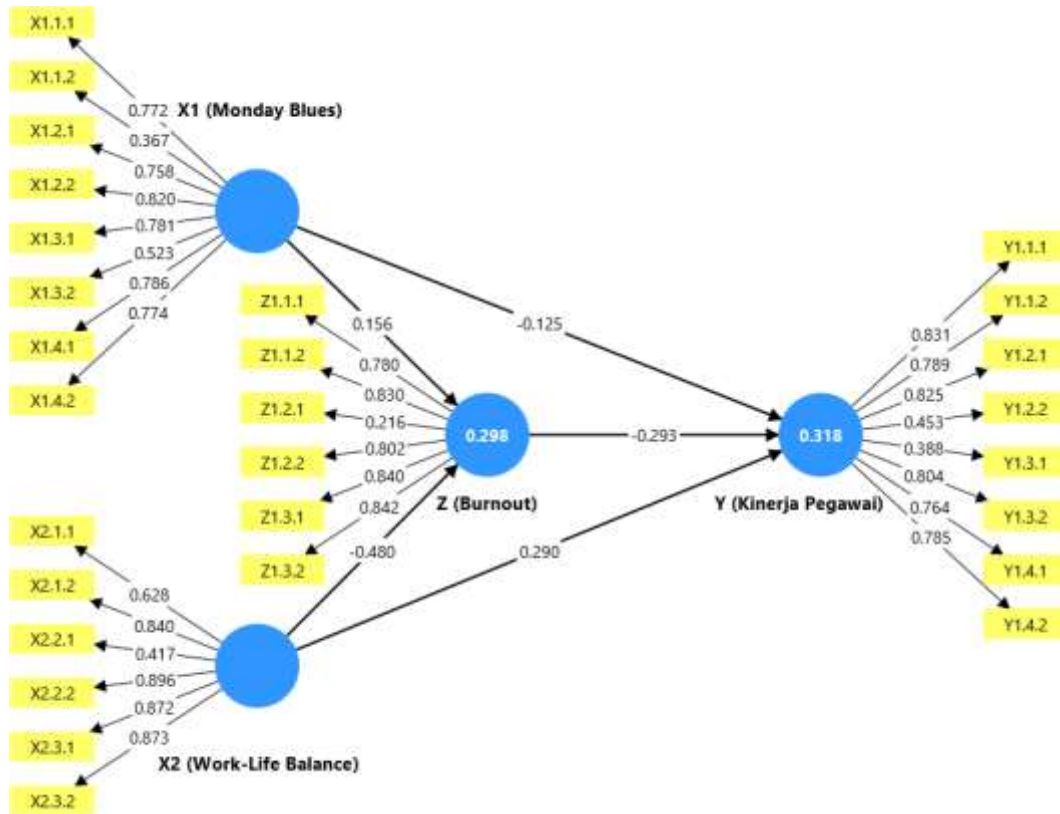 X1.1.1
X1.1.2
X1.2.1
X1.2.2
X1.3.1
X1.3.2
X1.4.1
X1.4.2
0.772
0.367
0.758
0.820
0.781
0.523
0.786
0.774
X1 (Monday Blues)
0.156
-0.125
Z1.1.1
Z1.1.2
Z1.2.1
Z1.2.2
Z1.3.1
Z1.3.2
0.780
0.830
0.216
0.802
0.840
0.842
0.298
Z (Burnout)
-0.293
-0.480
0.290
X2.1.1
X2.1.2
X2.2.1
X2.2.2
X2.3.1
X2.3.2
0.628
0.840
0.417
0.896
0.872
0.873
X2 (Work-Life Balance)
0.318
Y (Kinerja Pegawai)
0.831
0.789
0.825
0.453
0.388
0.804
0.764
0.785
Y1.1.1
Y1.1.2
Y1.2.1
Y1.2.2
Y1.3.1
Y1.3.2
Y1.4.1
Y1.4.2